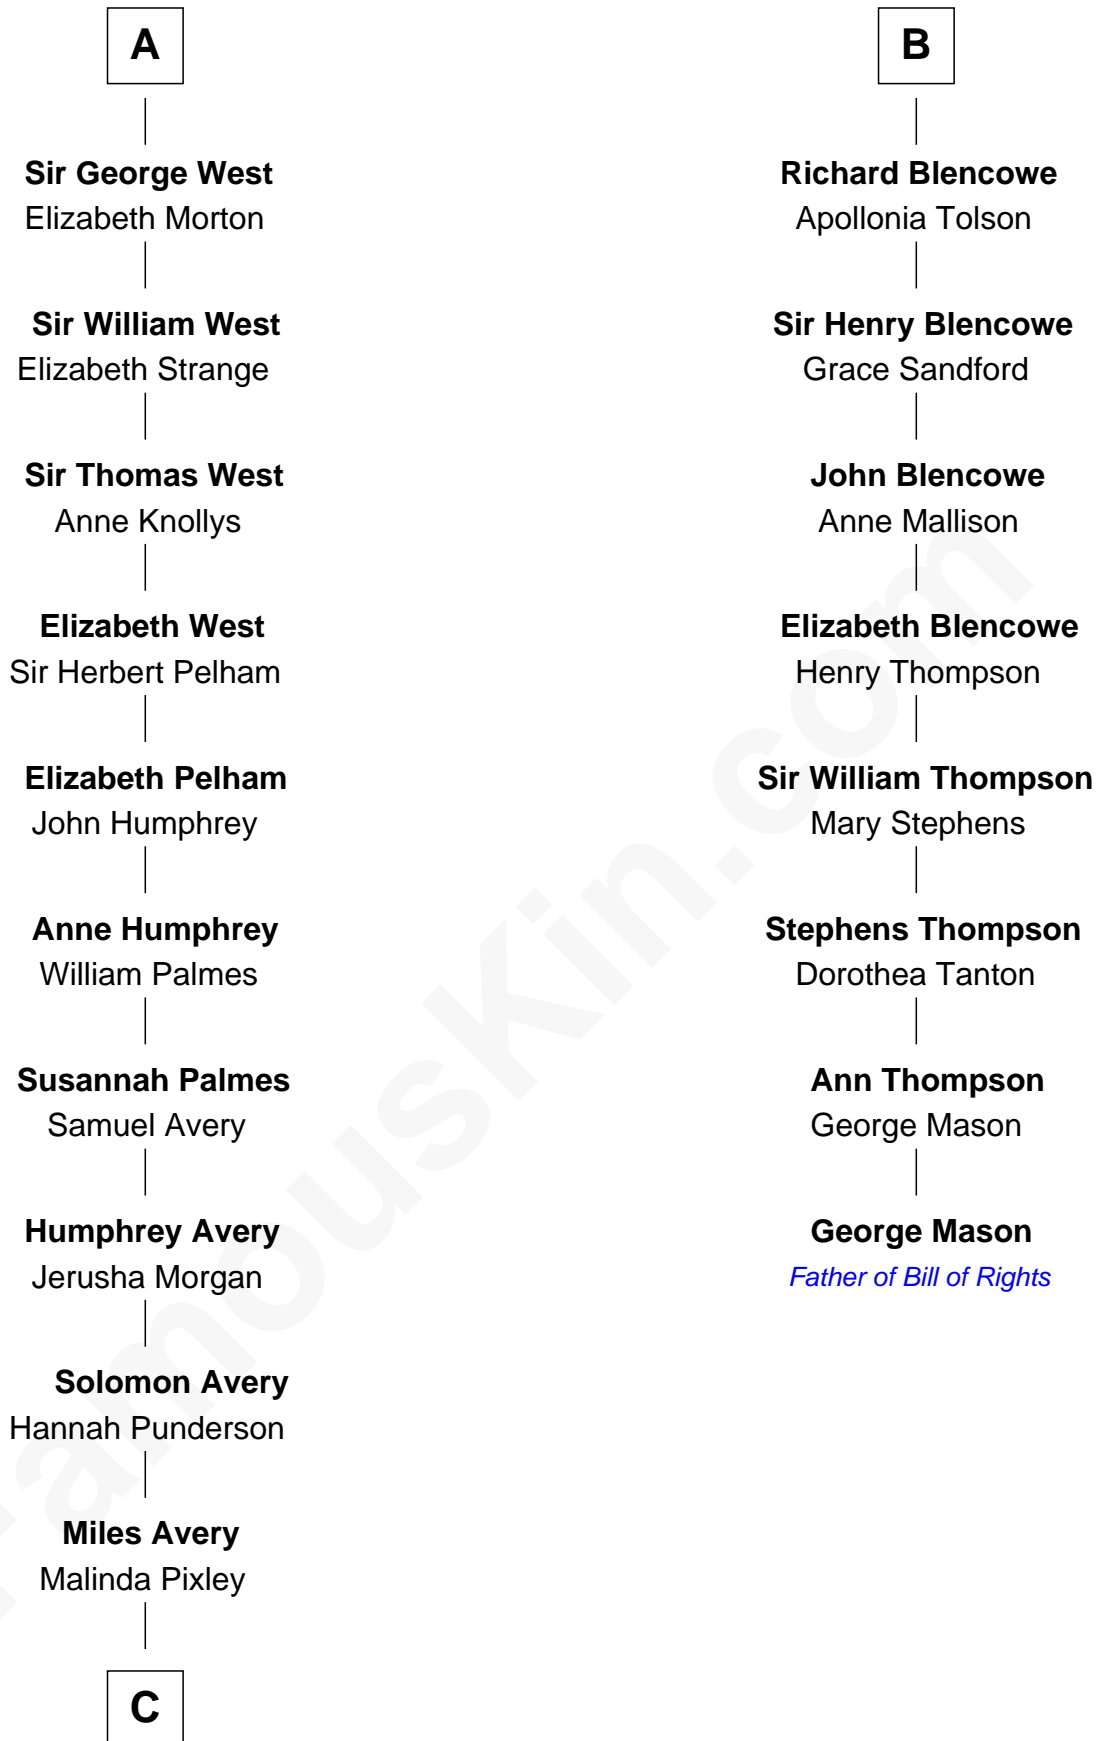 A
Sir George West
Elizabeth Morton
Sir William West
Elizabeth Strange
Sir Thomas West
Anne Knollys
Elizabeth West
Sir Herbert Pelham
Elizabeth Pelham
John Humphrey
Anne Humphrey
William Palmes
Susannah Palmes
Samuel Avery
Humphrey Avery
Jerusha Morgan
Solomon Avery
Hannah Punderson
Miles Avery
Malinda Pixley
C
B
Richard Blencowe
Apollonia Tolson
Sir Henry Blencowe
Grace Sandford
John Blencowe
Anne Mallison
Elizabeth Blencowe
Henry Thompson
Sir William Thompson
Mary Stephens
Stephens Thompson
Dorothea Tanton
Ann Thompson
George Mason
George Mason
Father of Bill of Rights
FamousKin.com